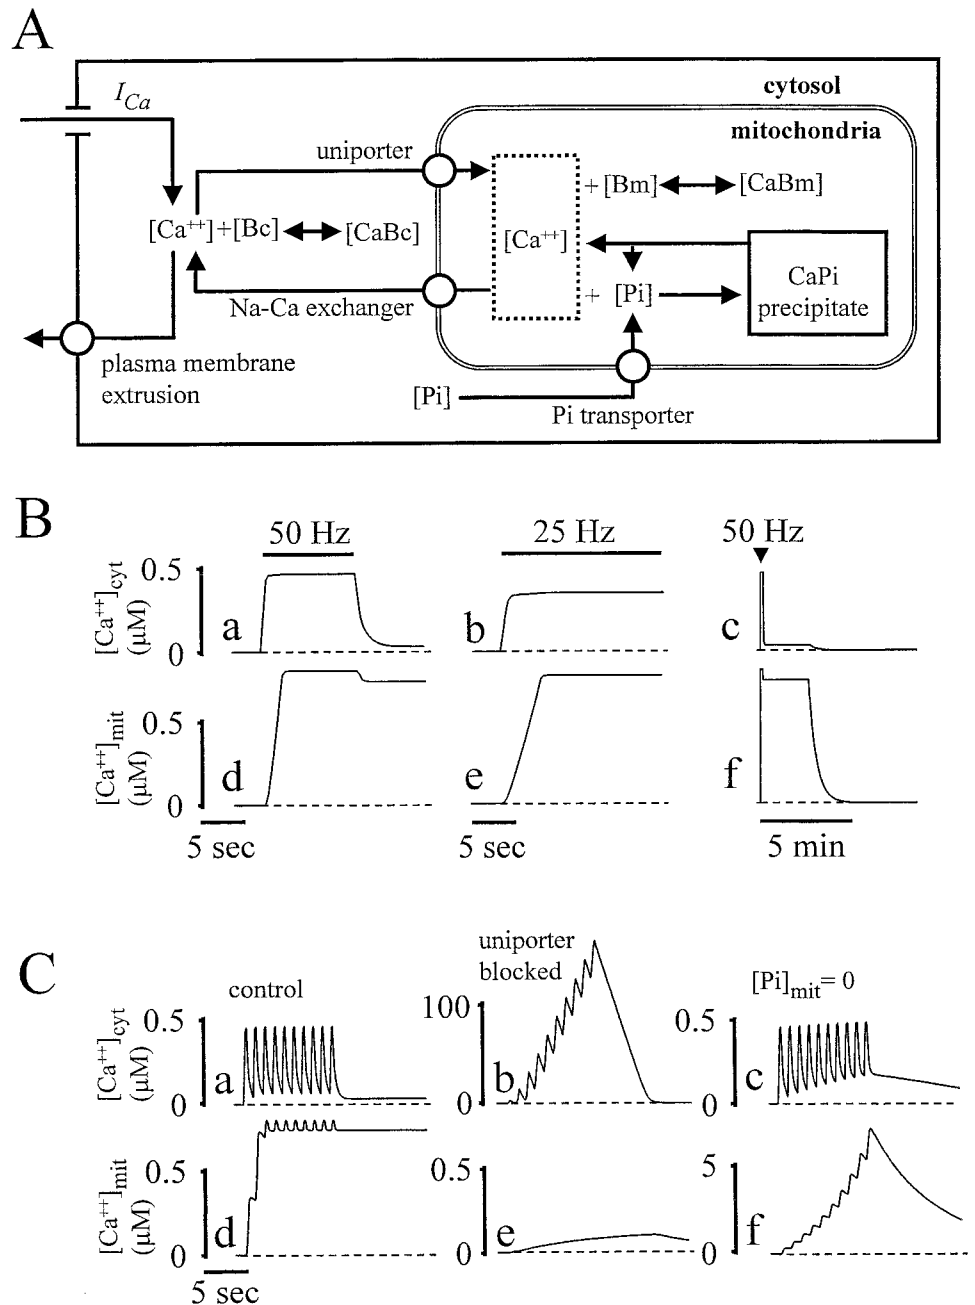 A
cytosol
I_Ca
mitochondria
uniporter
+[Bm] [CaBm]
[Ca⁺⁺]+[Bc] [CaBc]
[Ca⁺⁺]
CaPi
precipitate
+ [Pi]
Na-Ca exchanger
plasma membrane
extrusion
[Pi]
Pi transporter
B
50 Hz
25 Hz
50 Hz
[Ca⁺⁺]cyt
(μM)
0.5
0
a
b
c
[Ca⁺⁺]mit
(μM)
0.5
0
d
e
f
5 sec
5 sec
5 min
C
control
uniporter
blocked
[Pi]mit= 0
[Ca⁺⁺]cyt
(μM)
0.5
0
a
100
0
b
0.5
0
c
[Ca⁺⁺]mit
(μM)
0.5
0
d
0.5
0
e
5
0
f
5 sec